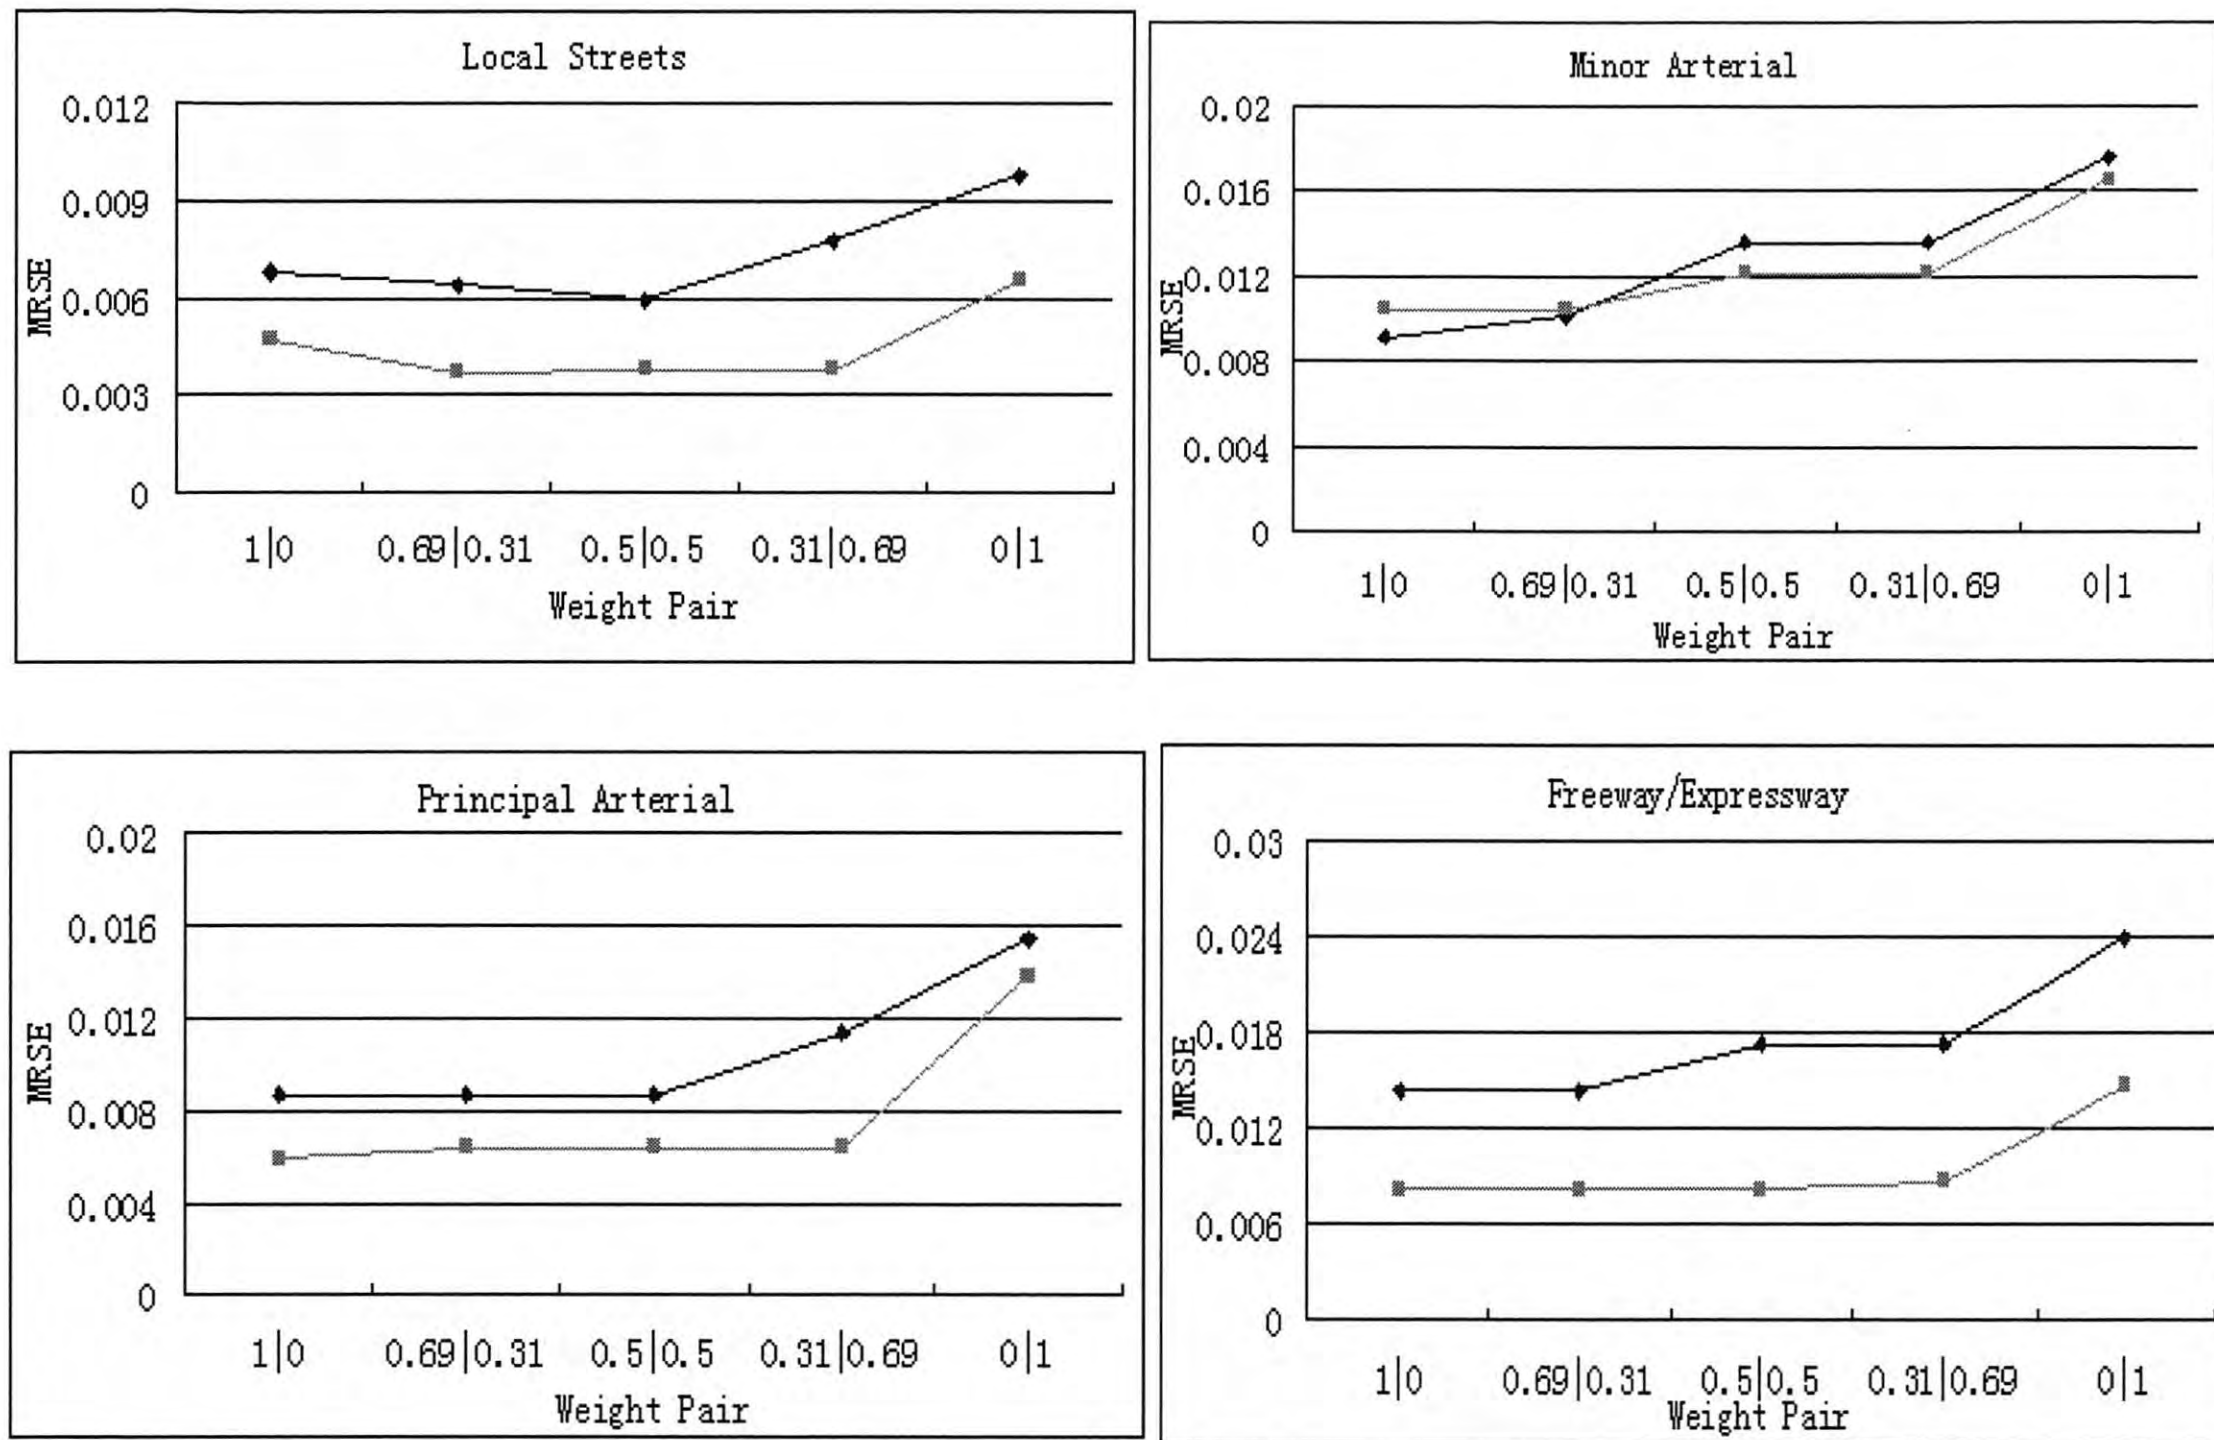 Local Streets
0.012
0.009
0.006
0.003
0
MRSE
1|0 0.69|0.31 0.5|0.5 0.31|0.69 0|1
Weight Pair
Minor Arterial
0.02
0.016
0.012
0.008
0.004
0
MRSE
1|0 0.69|0.31 0.5|0.5 0.31|0.69 0|1
Weight Pair
Principal Arterial
0.02
0.016
0.012
0.008
0.004
0
MRSE
1|0 0.69|0.31 0.5|0.5 0.31|0.69 0|1
Weight Pair
Freeway/Expressway
0.03
0.024
0.018
0.012
0.006
0
MRSE
1|0 0.69|0.31 0.5|0.5 0.31|0.69 0|1
Weight Pair